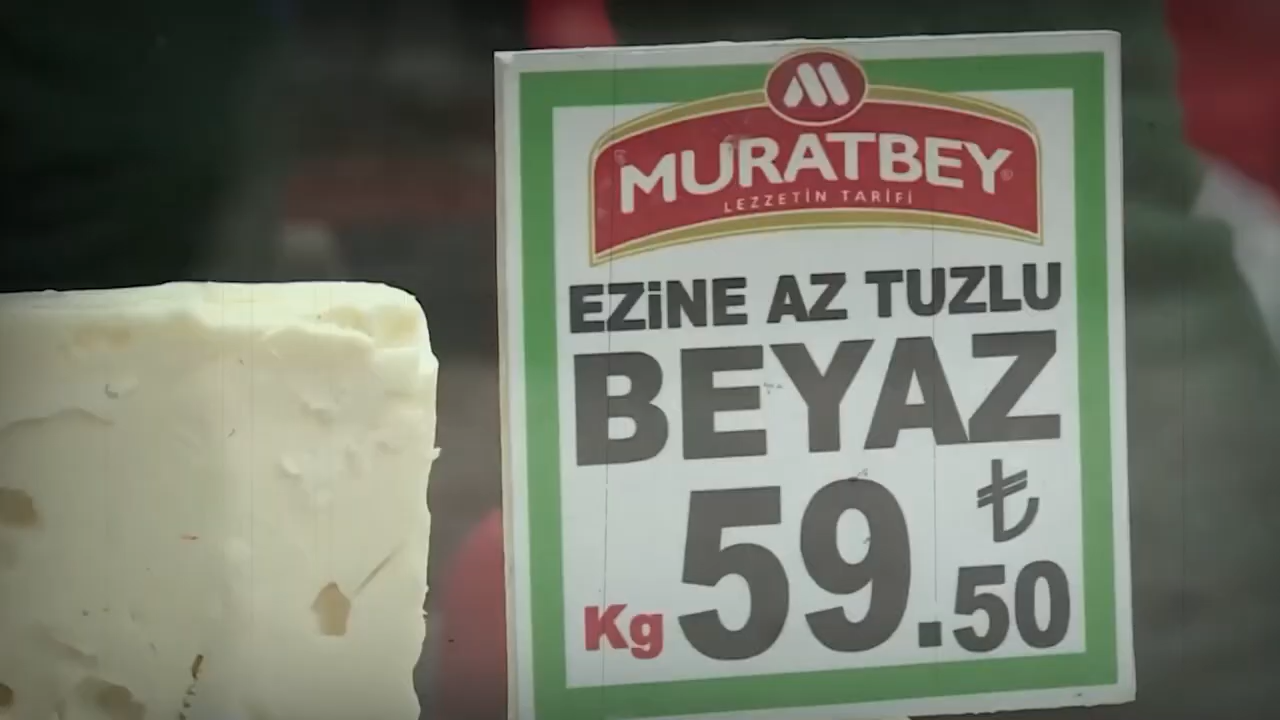 MURATBEY®
LEZZETİN TARİFİ
EZiNE AZ TUZLU
BEYAZ
₺
Kg 59.50